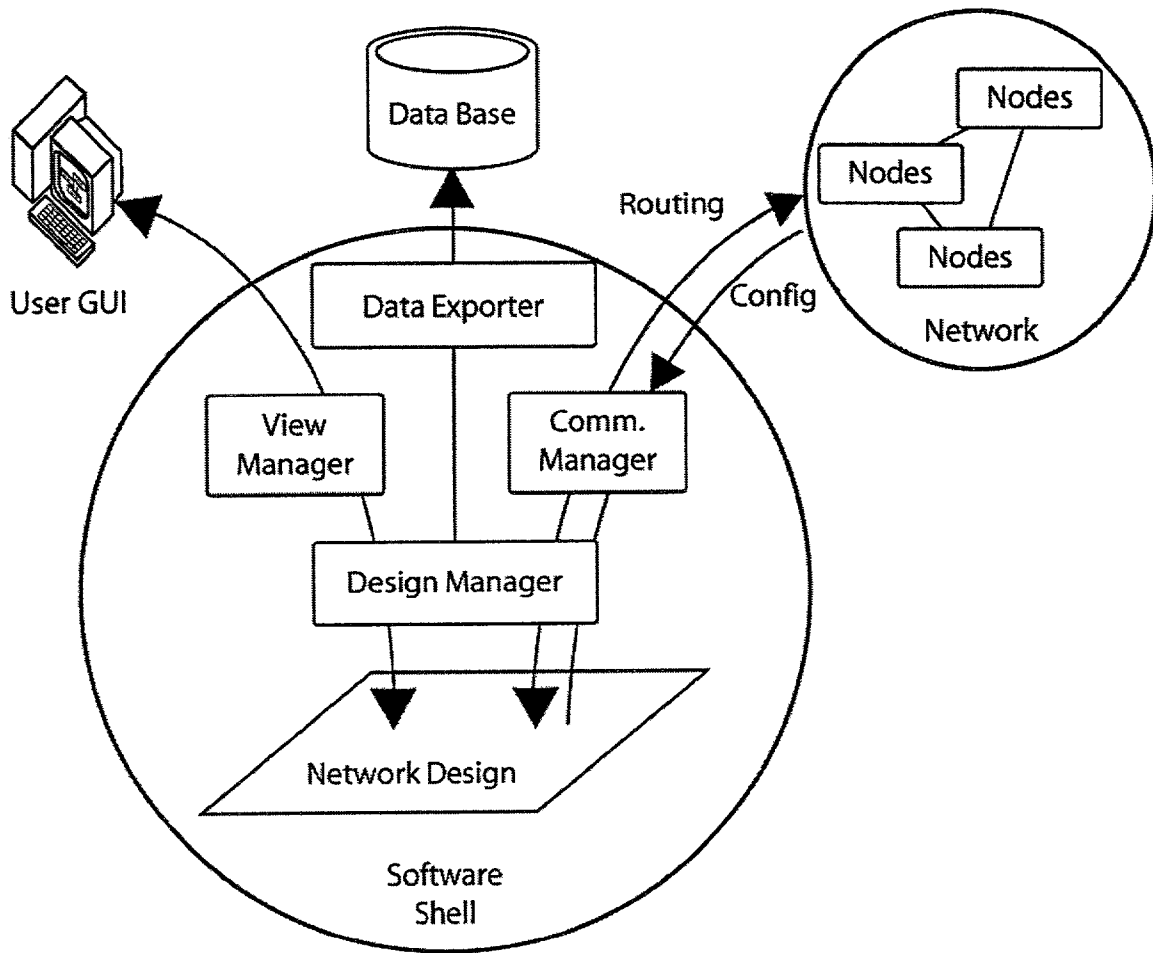 Data Base
Nodes
Nodes
Nodes
Network
Routing
Config
User GUI
Data Exporter
View
Manager
Comm.
Manager
Design Manager
Network Design
Software
Shell